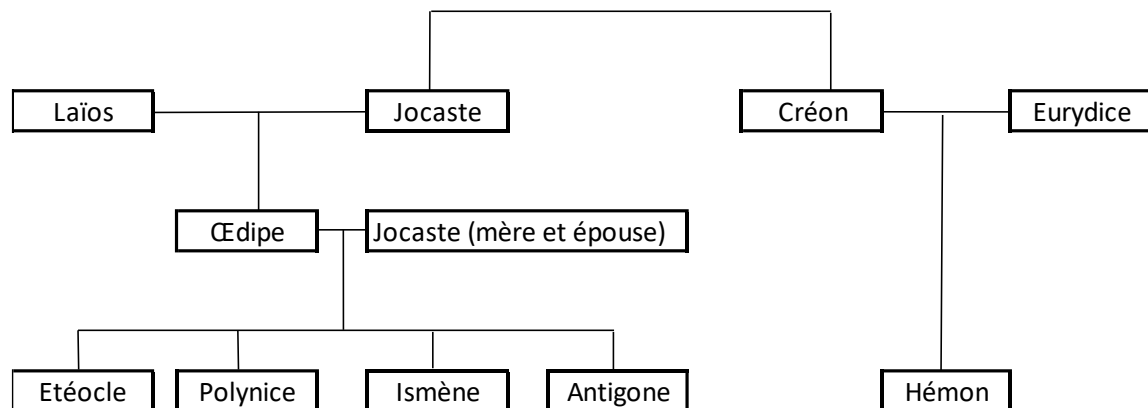 Laïos
Jocaste
Créon
Eurydice
Œdipe
Jocaste (mère et épouse)
Etéocle
Polynice
Ismène
Antigone
Hémon